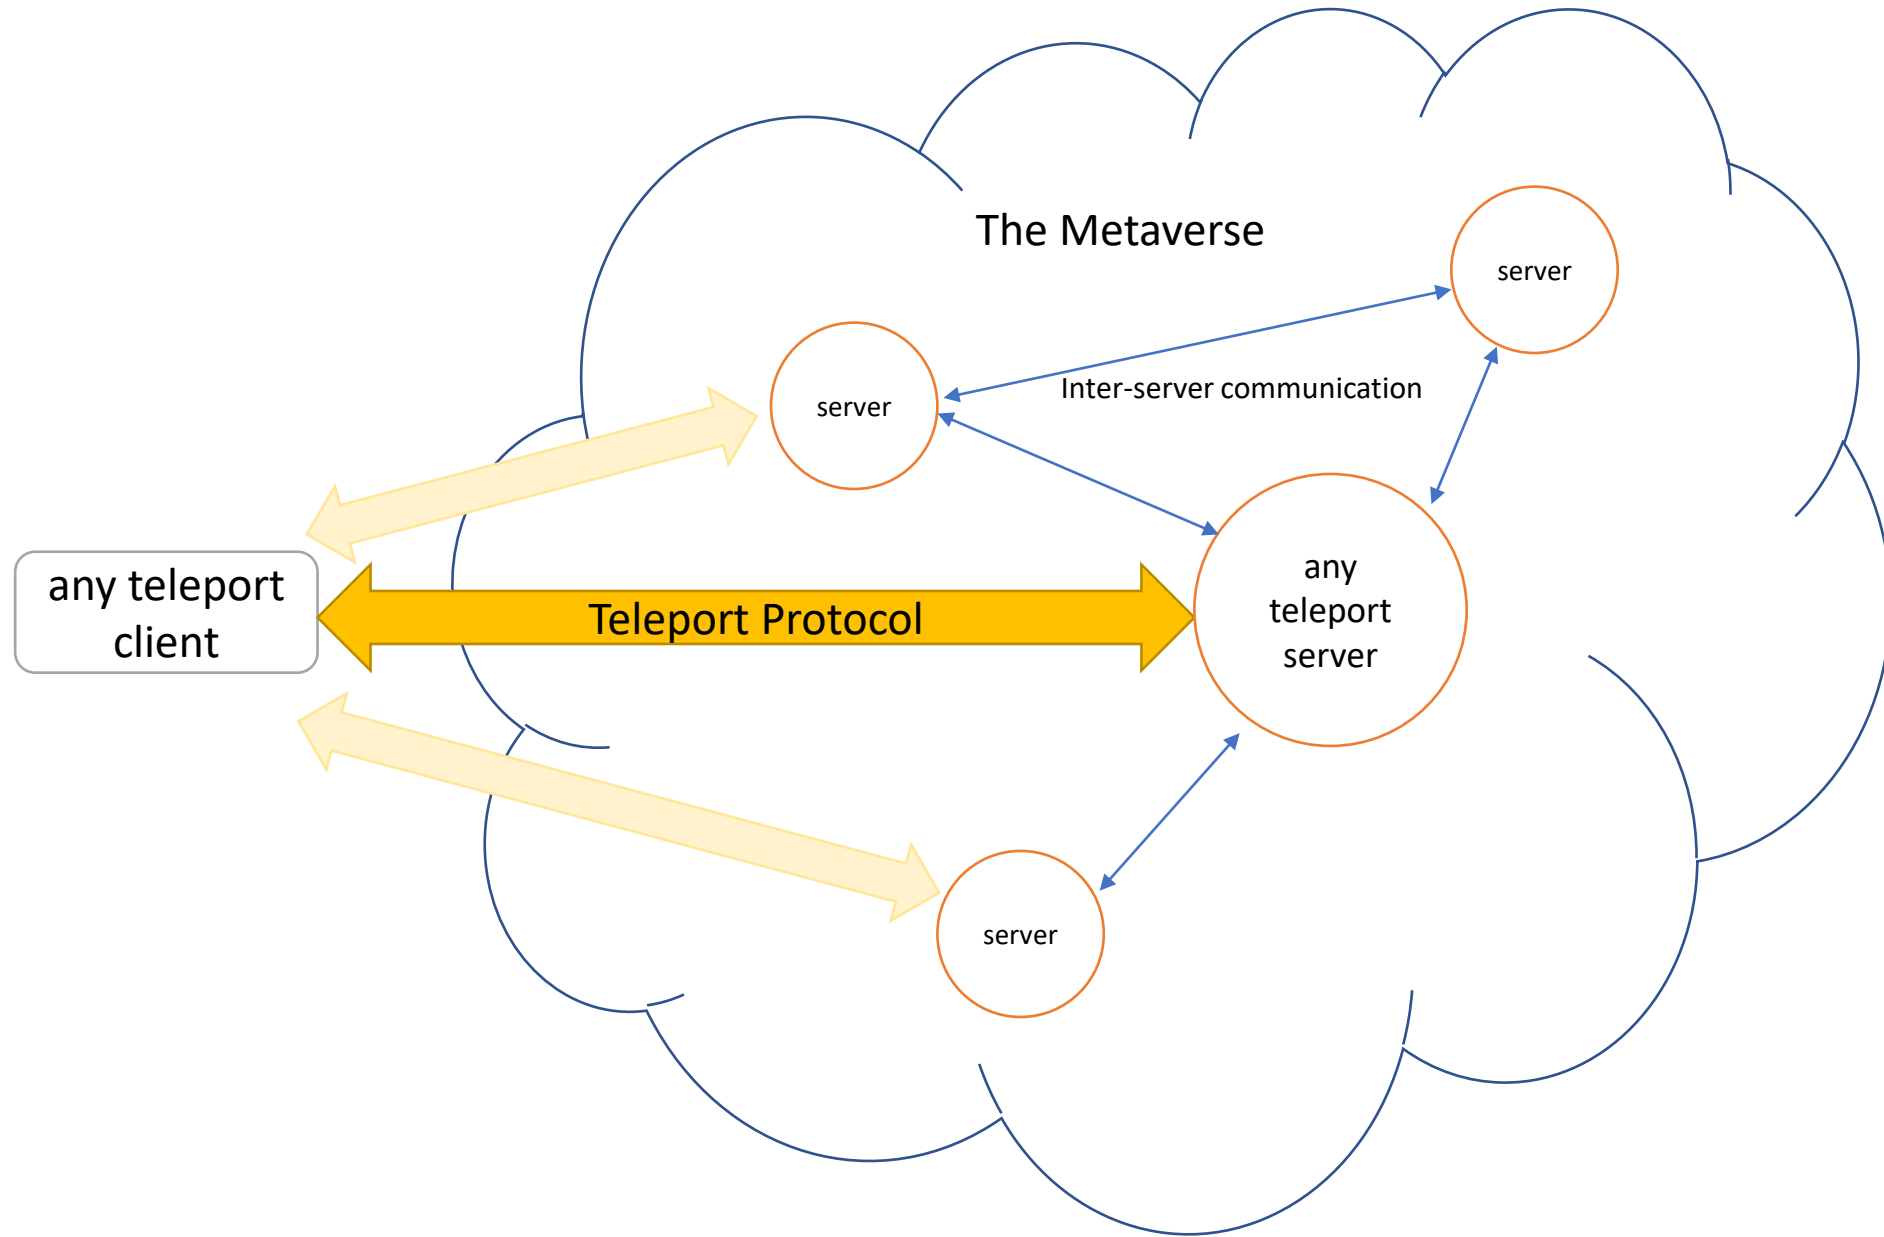 The Metaverse
server
server
Inter-server communication
any teleport
client
Teleport Protocol
any
teleport
server
server